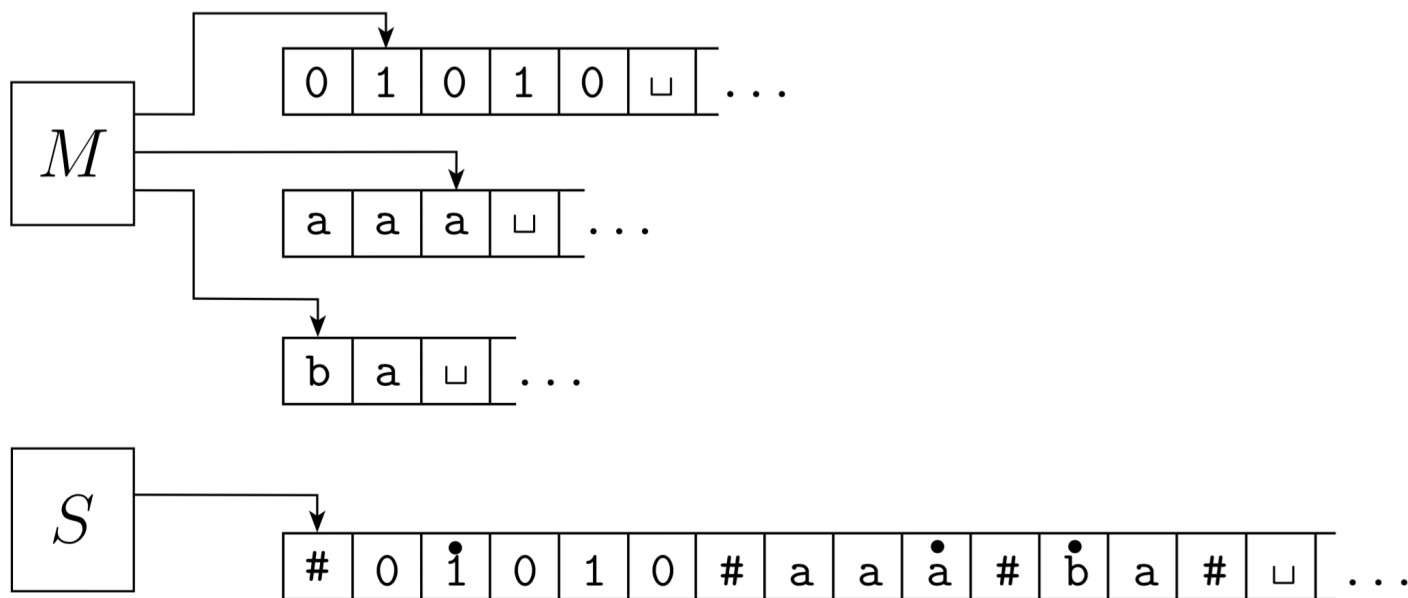 0 1 0 1 0 ␣ ...
M
a a a ␣ ...
b a ␣ ...
S
# 0 1̇ 0 1 0 # a a ȧ # ḃ a # ␣ ...